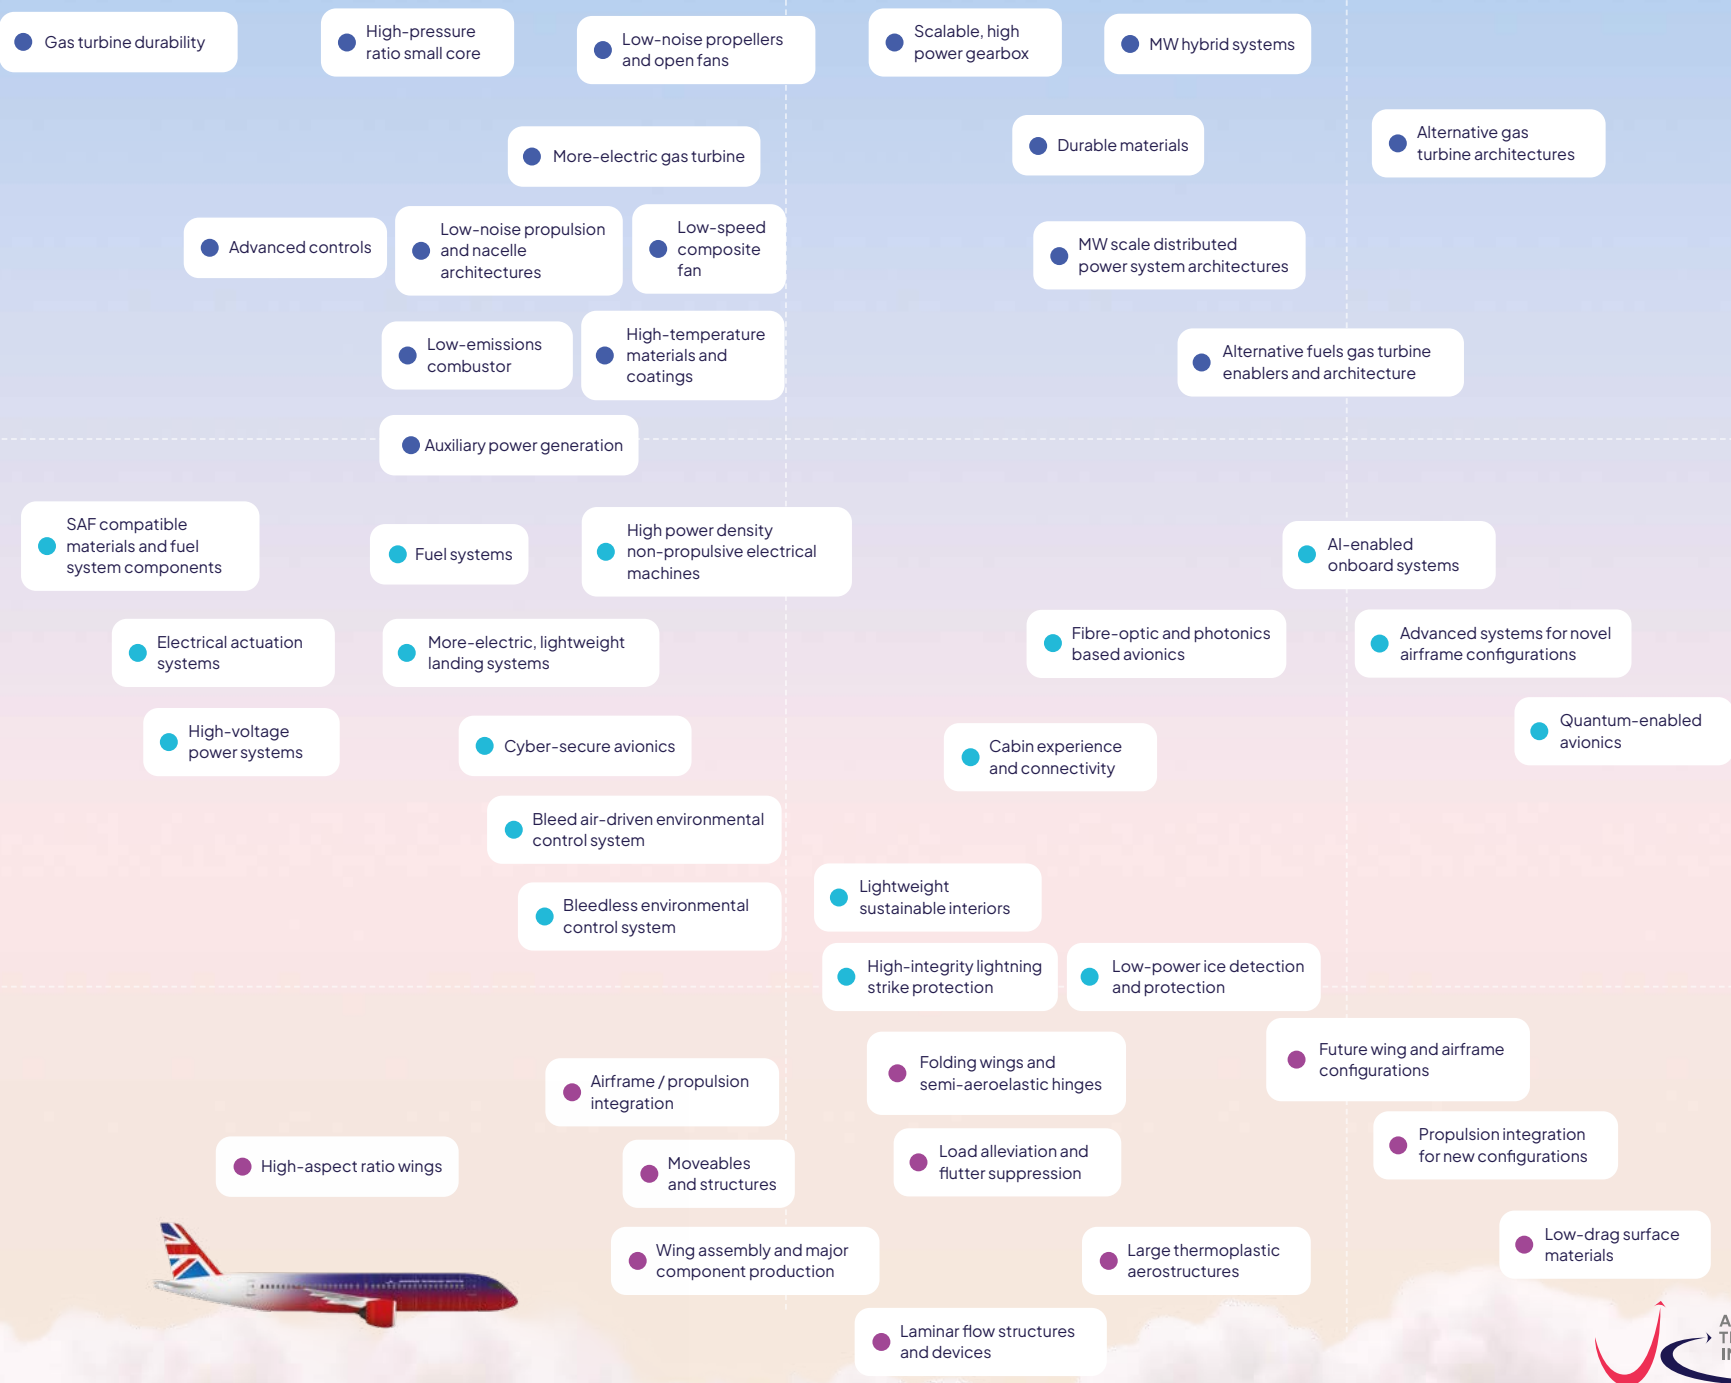 Gas turbine durability
High-pressure
ratio small core
Low-noise propellers
and open fans
Scalable, high
power gearbox
MW hybrid systems
More-electric gas turbine
Durable materials
Alternative gas
turbine architectures
Advanced controls
Low-noise propulsion
and nacelle
architectures
Low-speed
composite
fan
MW scale distributed
power system architectures
Low-emissions
combustor
High-temperature
materials and
coatings
Alternative fuels gas turbine
enablers and architecture
Auxiliary power generation
SAF compatible
materials and fuel
system components
Fuel systems
High power density
non-propulsive electrical
machines
AI-enabled
onboard systems
Electrical actuation
systems
More-electric, lightweight
landing systems
Fibre-optic and photonics
based avionics
Advanced systems for novel
airframe configurations
High-voltage
power systems
Cyber-secure avionics
Cabin experience
and connectivity
Quantum-enabled
avionics
Bleed air-driven environmental
control system
Bleedless environmental
control system
Lightweight
sustainable interiors
High-integrity lightning
strike protection
Low-power ice detection
and protection
Airframe / propulsion
integration
Folding wings and
semi-aeroelastic hinges
Future wing and airframe
configurations
High-aspect ratio wings
Moveables
and structures
Load alleviation and
flutter suppression
Propulsion integration
for new configurations
Wing assembly and major
component production
Large thermoplastic
aerostructures
Low-drag surface
materials
Laminar flow structures
and devices